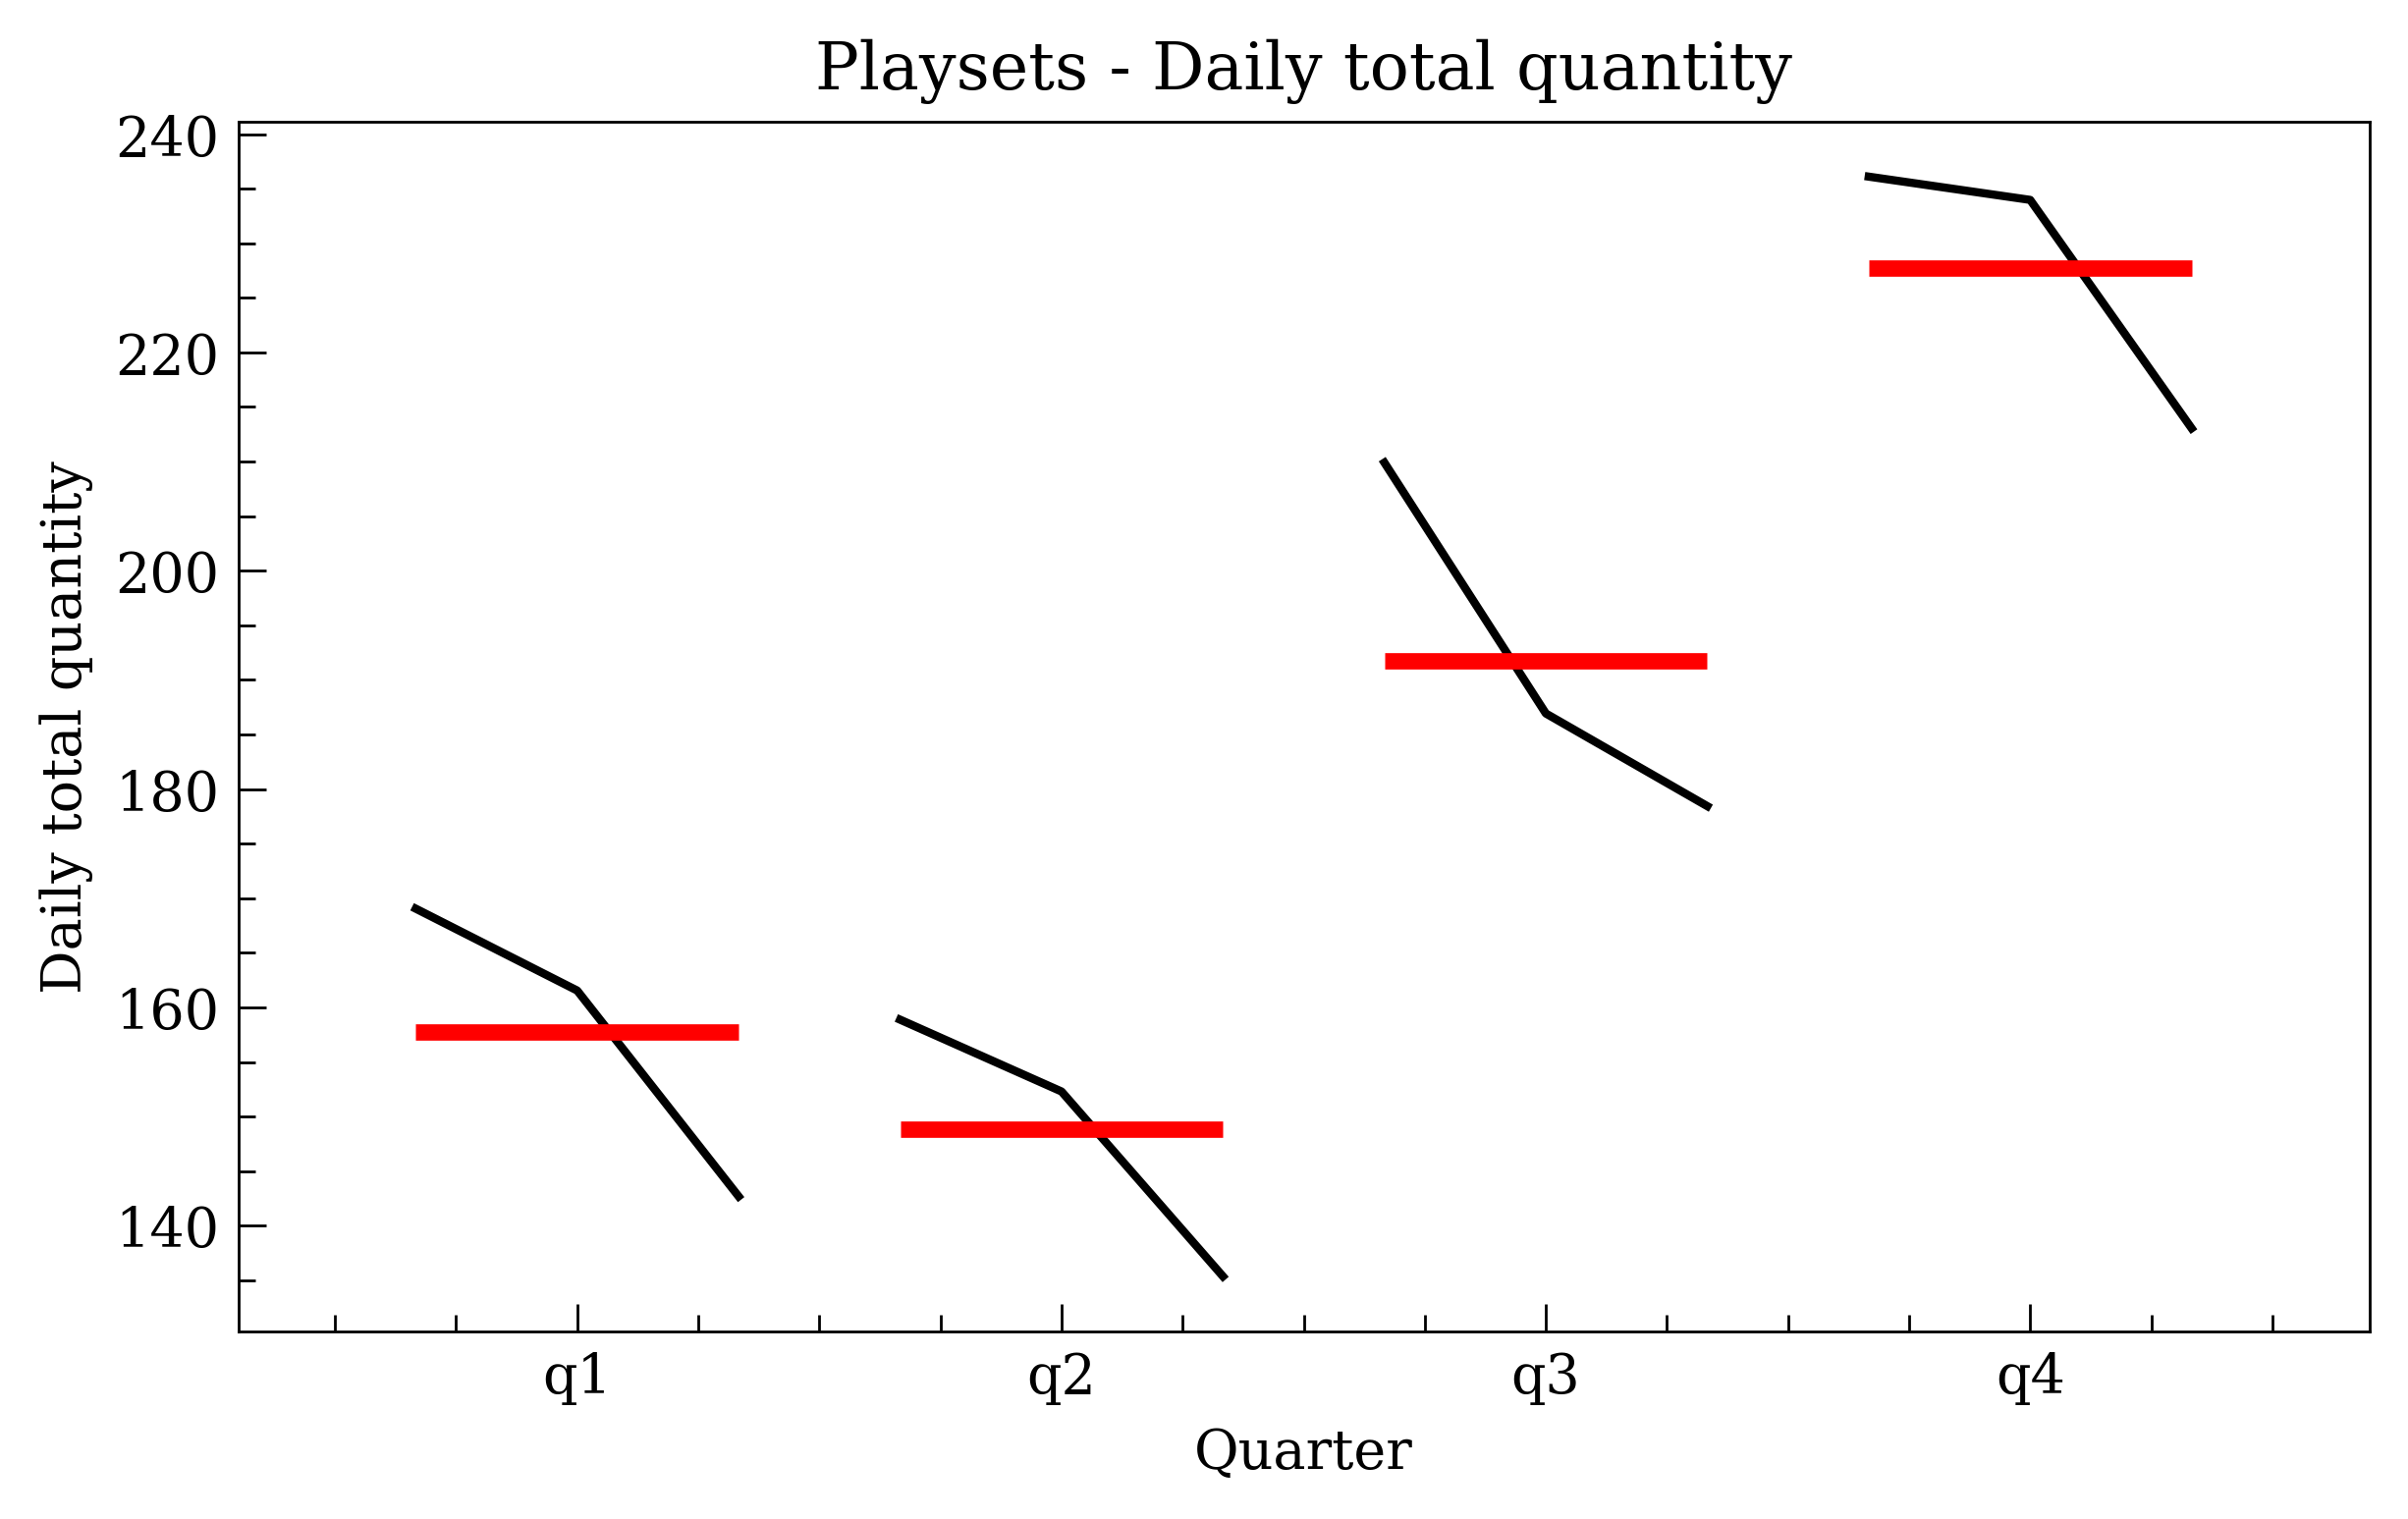 Playsets - Daily total quantity
Daily total quantity
240
220
200
180
160
140
q1 q2 q3 q4
Quarter